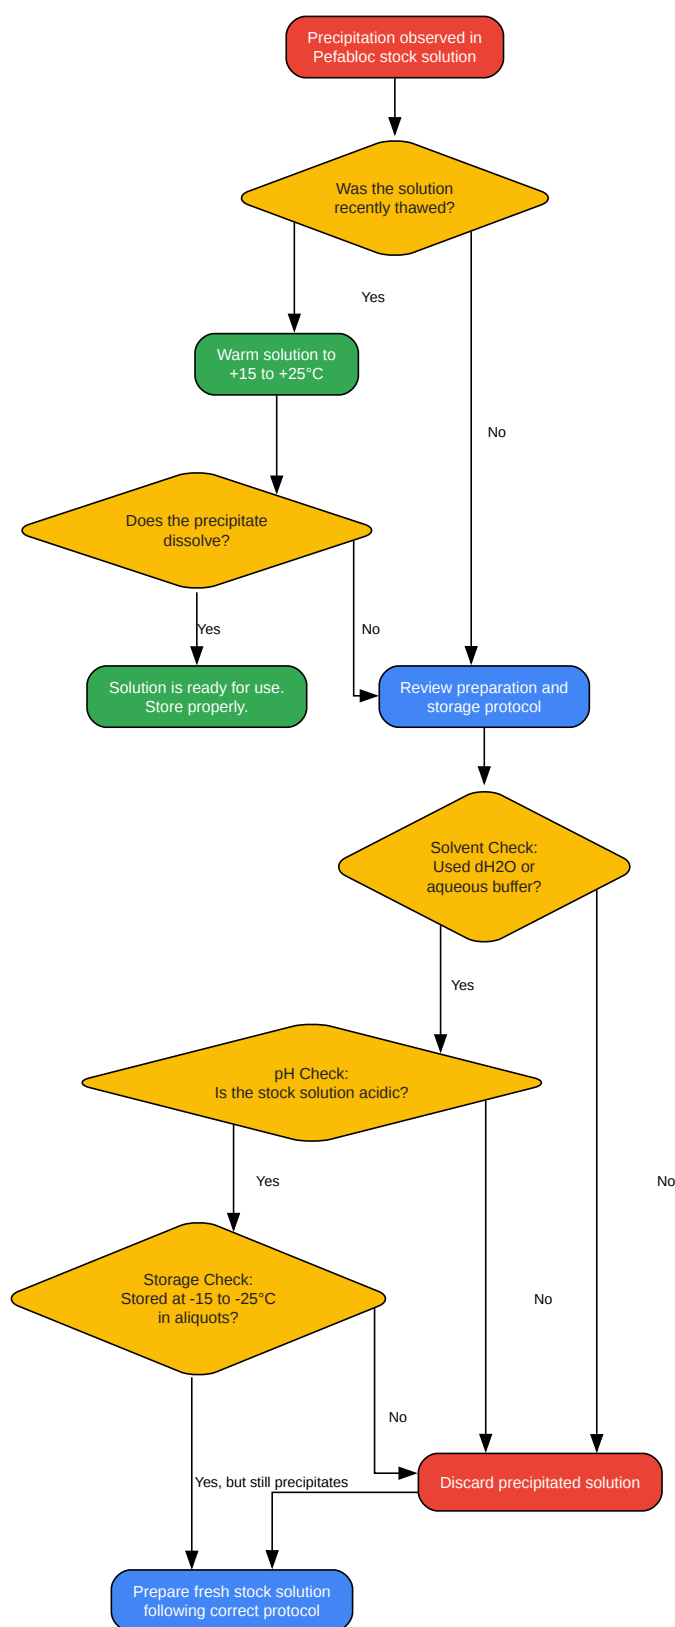 Precipitation observed in
Pefabloc stock solution
Was the solution
recently thawed?
Yes
Warm solution to
+15 to +25°C
No
Does the precipitate
dissolve?
Yes
No
Solution is ready for use.
Store properly.
Review preparation and
storage protocol
Solvent Check:
Used dH2O or
aqueous buffer?
Yes
pH Check:
Is the stock solution acidic?
Yes
No
Storage Check:
Stored at -15 to -25°C
in aliquots?
No
No
Yes, but still precipitates
Discard precipitated solution
Prepare fresh stock solution
following correct protocol